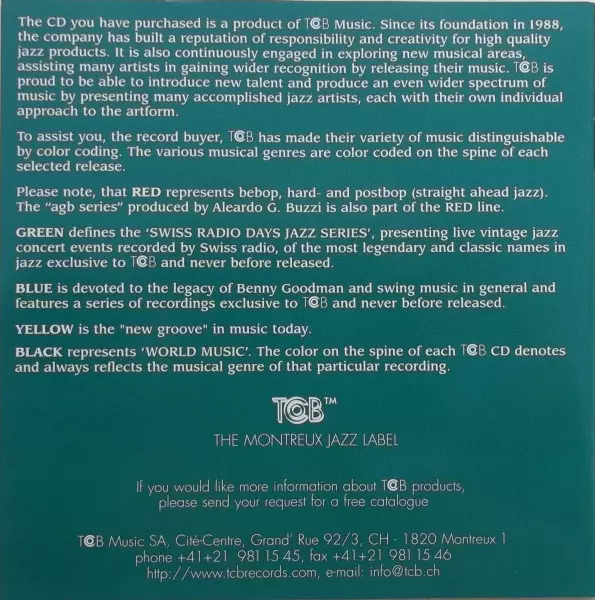 The CD you have purchased is a product of TCB Music. Since its foundation in 1988,
the company has built a reputation of responsibility and creativity for high quality
jazz products. It is also continuously engaged in exploring new musical areas,
assisting many artists in gaining wider recognition by releasing their music. TCB is
proud to be able to introduce new talent and produce an even wider spectrum of
music by presenting many accomplished jazz artists, each with their own individual
approach to the artform.
To assist you, the record buyer, TCB has made their variety of music distinguishable
by color coding. The various musical genres are color coded on the spine of each
selected release.
Please note, that RED represents bebop, hard- and postbop (straight ahead jazz).
The "agb series" produced by Aleardo G. Buzzi is also part of the RED line.
GREEN defines the 'SWISS RADIO DAYS JAZZ SERIES', presenting live vintage jazz
concert events recorded by Swiss radio, of the most legendary and classic names in
jazz exclusive to TCB and never before released.
BLUE is devoted to the legacy of Benny Goodman and swing music in general and
features a series of recordings exclusive to TCB and never before released.
YELLOW is the "new groove" in music today.
BLACK represents 'WORLD MUSIC'. The color on the spine of each TCB CD denotes
and always reflects the musical genre of that particular recording.
TCB™
THE MONTREUX JAZZ LABEL
If you would like more information about TCB products,
please send your request for a free catalogue
TCB Music SA, Cité-Centre, Grand' Rue 92/3, CH - 1820 Montreux 1
phone +41+21 981 15 45, fax +41+21 981 15 46
http://www.tcbrecords.com, e-mail: info@tcb.ch